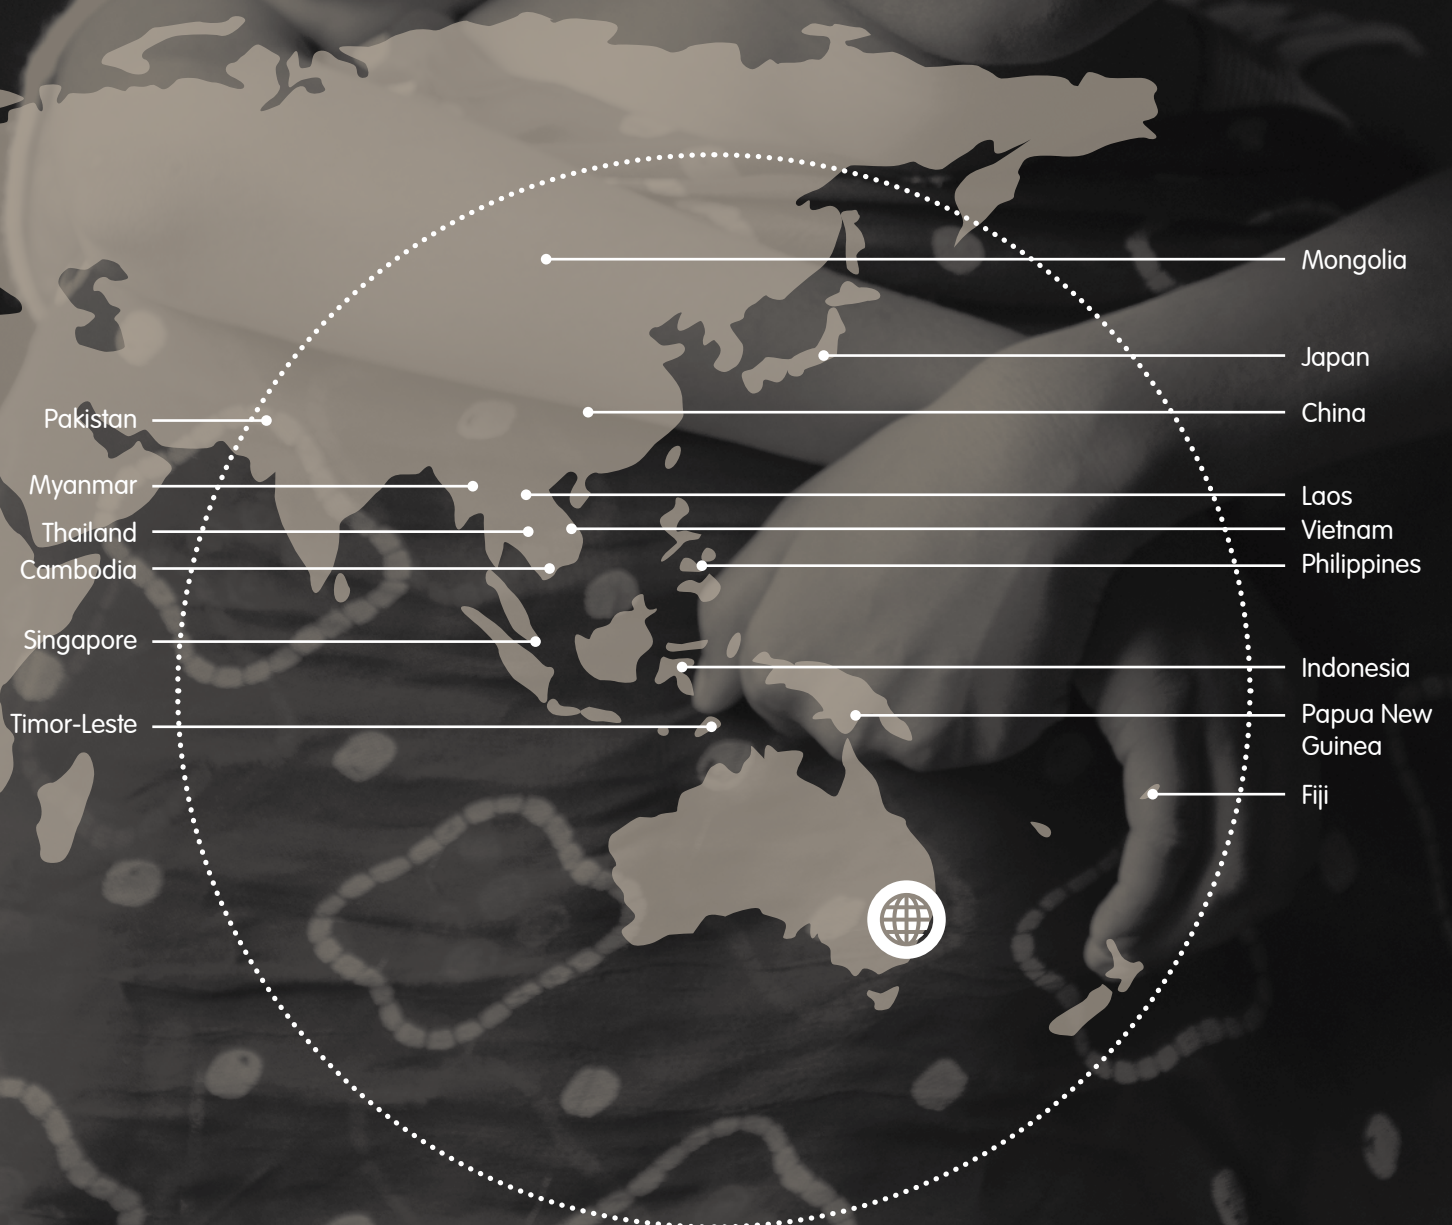 Mongolia
Japan
China
Pakistan
Myanmar
Laos
Thailand
Vietnam
Cambodia
Philippines
Singapore
Indonesia
Timor-Leste
Papua New
Guinea
Fiji